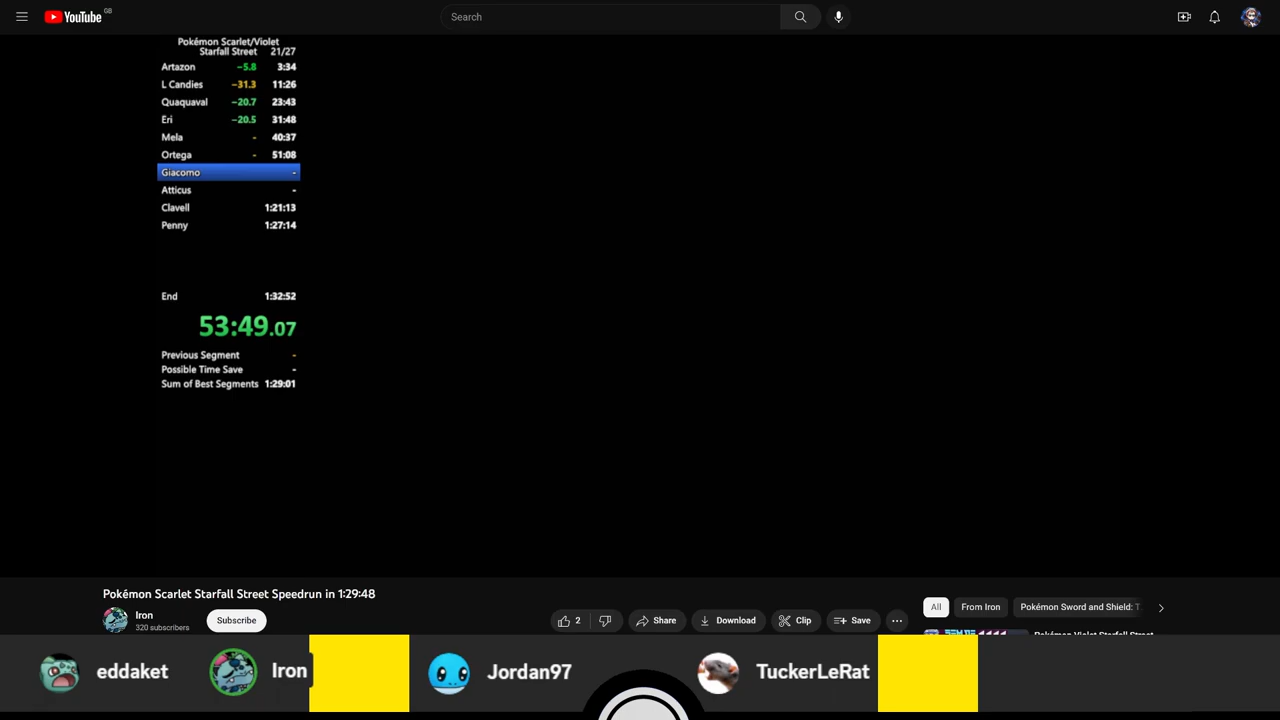 YouTube GB
Search
Pokémon Scarlet/Violet
Starfall Street 21/27
Artazon −5.8 3:34
L Candies −31.3 11:26
Quaquaval −20.7 23:43
Eri −20.5 31:48
Mela - 40:37
Ortega - 51:08
Giacomo -
Atticus -
Clavell 1:21:13
Penny 1:27:14
End 1:32:52
53:49.07
Previous Segment -
Possible Time Save -
Sum of Best Segments 1:29:01
Pokémon Scarlet Starfall Street Speedrun in 1:29:48
Iron
320 subscribers
Subscribe
2
Share
Download
Clip
Save
All
From Iron
Pokémon Sword and Shield: T
Pokémon Violet Starfall Street
eddaket
Iron
Jordan97
TuckerLeRat